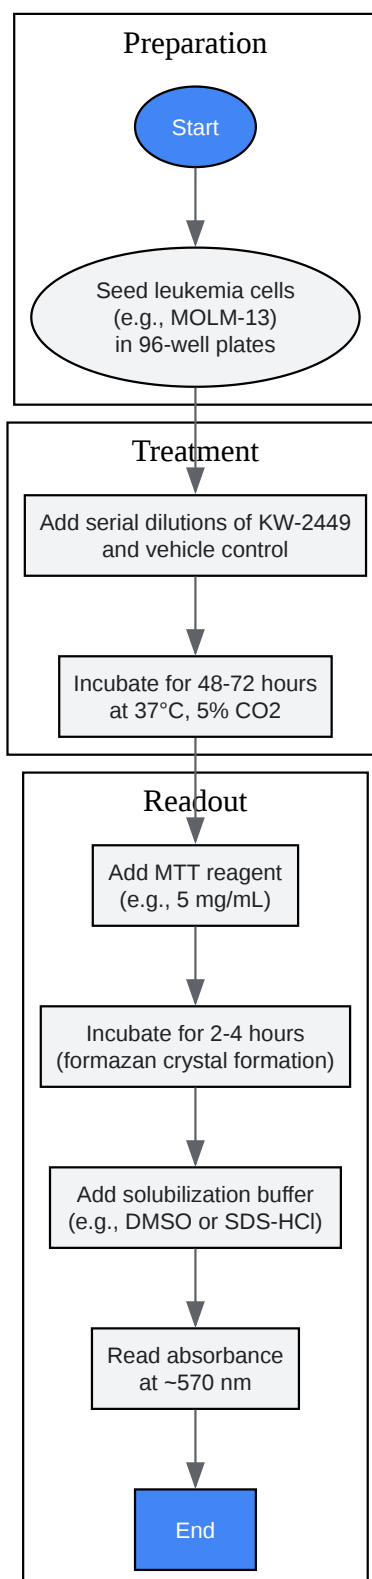 Preparation
Start
Seed leukemia cells
(e.g., MOLM-13)
in 96-well plates
Treatment
Add serial dilutions of KW-2449
and vehicle control
Incubate for 48-72 hours
at 37°C, 5% CO2
Readout
Add MTT reagent
(e.g., 5 mg/mL)
Incubate for 2-4 hours
(formazan crystal formation)
Add solubilization buffer
(e.g., DMSO or SDS-HCl)
Read absorbance
at ~570 nm
End